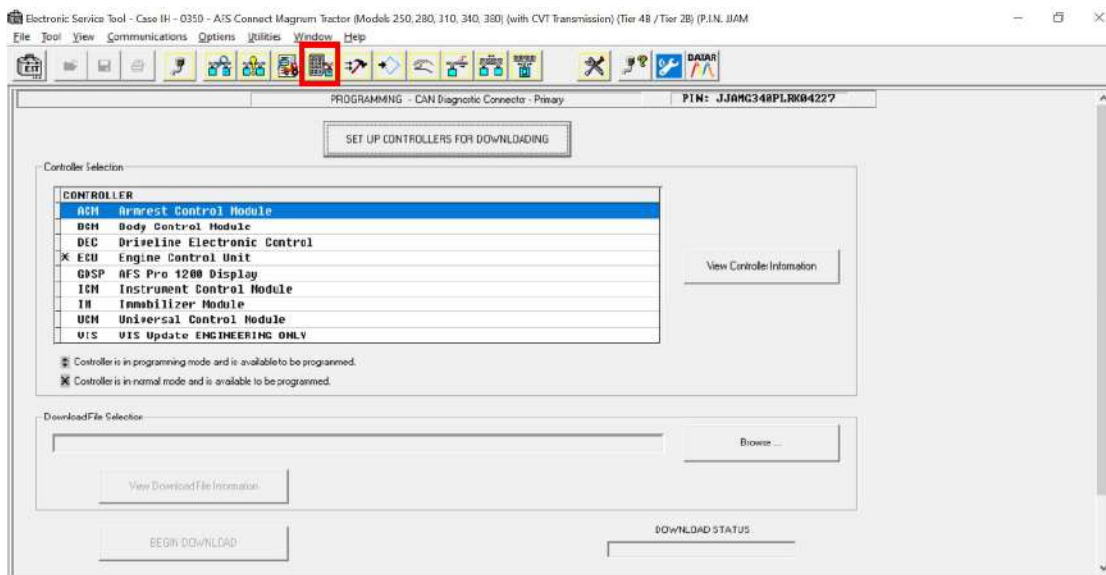 Electronic Service Tool - Case IH - 0350 - AFS Connect Magnum Tractor (Models 250, 280, 310, 340, 380) (with CVT Transmission) (Tier 4B / Tier 2B) (P.I.N. JJAM
File Tool View Communications Options Utilities Window Help
EST
DATAR
PROGRAMMING - CAN Diagnostic Connector - Primary
PIN: JJAMG340PLRK04227
SET UP CONTROLLERS FOR DOWNLOADING
Controller Selection
CONTROLLER
ACM Armrest Control Module
BCM Body Control Module
DEC Driveline Electronic Control
X ECU Engine Control Unit
GDSP AFS Pro 1200 Display
ICM Instrument Control Module
IM Immobilizer Module
UCM Universal Control Module
VIS VIS Update ENGINEERING ONLY
View Controller Information
Controller is in programming mode and is available to be programmed.
X Controller is in normal mode and is available to be programmed.
Download File Selection
Browse ...
View Download File Information
BEGIN DOWNLOAD
DOWNLOAD STATUS